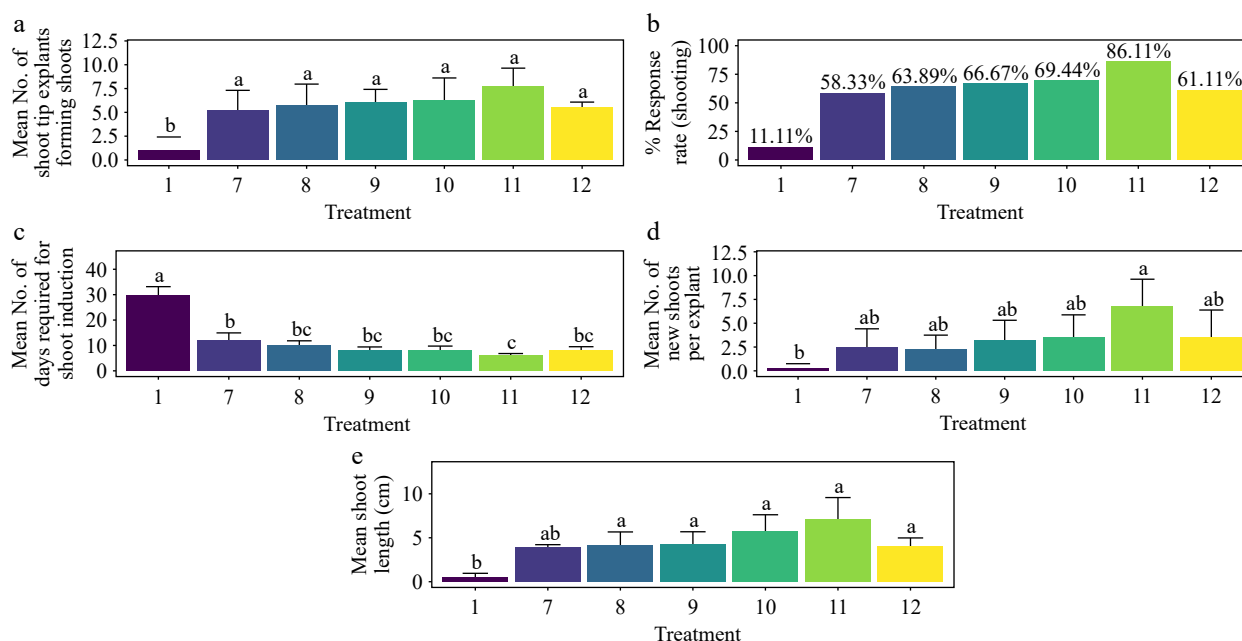 a
Mean No. of
shoot tip explants
forming shoots
12.5
10.0
7.5
5.0
2.5
0.0
b a a a a a a
1 7 8 9 10 11 12
Treatment
b
% Response
rate (shooting)
100
75
50
25
0
11.11% 58.33% 63.89% 66.67% 69.44% 86.11% 61.11%
1 7 8 9 10 11 12
Treatment
c
Mean No. of
days required for
shoot induction
40
30
20
10
0
a b bc bc bc c bc
1 7 8 9 10 11 12
Treatment
d
Mean No. of
new shoots
per explant
12.5
10.0
7.5
5.0
2.5
0.0
b ab ab ab ab a ab
1 7 8 9 10 11 12
Treatment
e
Mean shoot
length (cm)
10
5
0
b ab a a a a a
1 7 8 9 10 11 12
Treatment